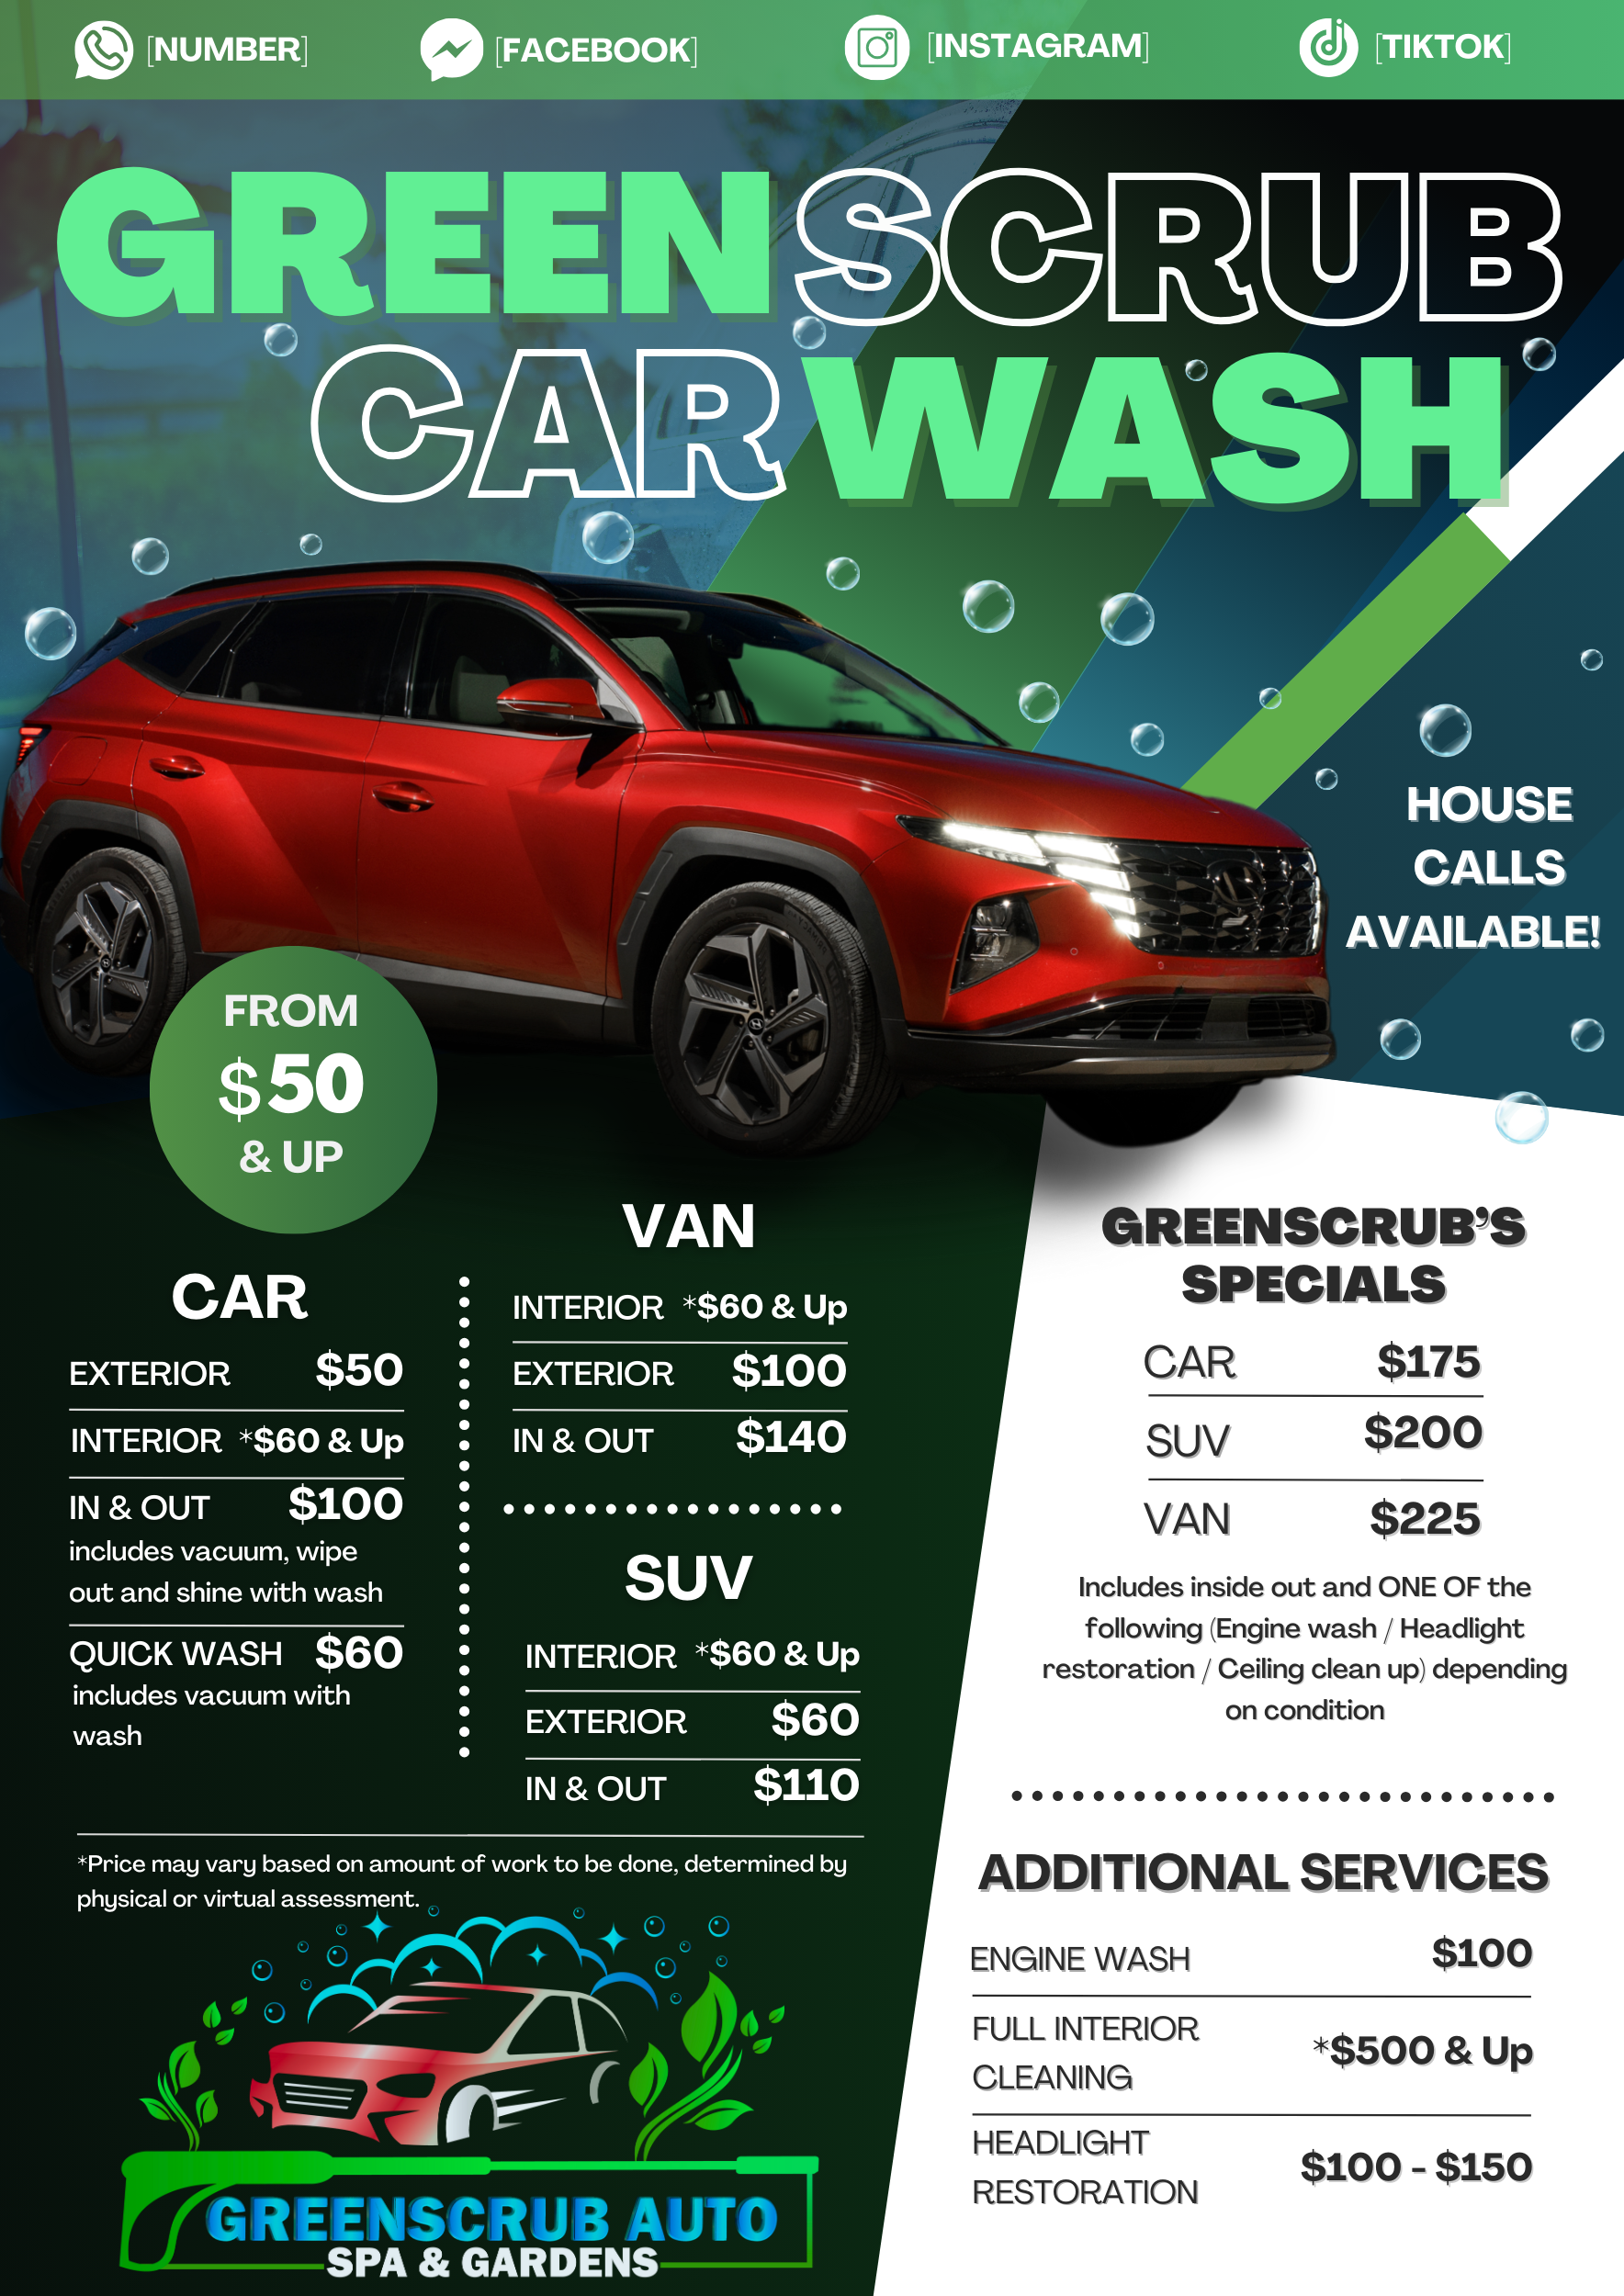 [NUMBER]
[FACEBOOK]
[INSTAGRAM]
[TIKTOK]
GREEN SCRUB
CAR WASH
HOUSE
CALLS
AVAILABLE!
FROM
$50
& UP
CAR
EXTERIOR $50
INTERIOR *$60 & Up
IN & OUT $100
includes vacuum, wipe
out and shine with wash
QUICK WASH $60
includes vacuum with
wash
VAN
INTERIOR *$60 & Up
EXTERIOR $100
IN & OUT $140
SUV
INTERIOR *$60 & Up
EXTERIOR $60
IN & OUT $110
*Price may vary based on amount of work to be done, determined by
physical or virtual assessment.
GREENSCRUB AUTO
SPA & GARDENS
GREENSCRUB’S
SPECIALS
CAR $175
SUV $200
VAN $225
Includes inside out and ONE OF the
following (Engine wash / Headlight
restoration / Ceiling clean up) depending
on condition
ADDITIONAL SERVICES
ENGINE WASH $100
FULL INTERIOR
CLEANING *$500 & Up
HEADLIGHT
RESTORATION $100 - $150